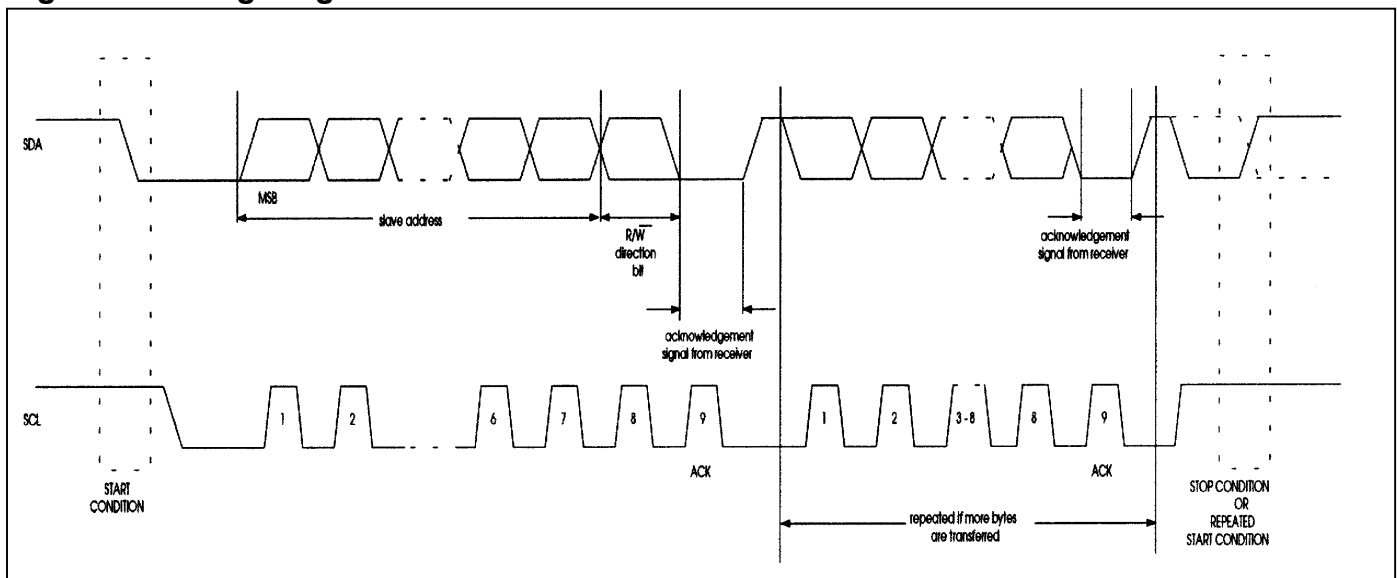 SDA
MSB
slave address
R/W̅
direction
bit
acknowledgement
signal from receiver
acknowledgement
signal from receiver
SCL
1
2
6
7
8
9
1
2
3-8
8
9
ACK
ACK
START
CONDITION
repeated if more bytes
are transferred
STOP CONDITION
OR
REPEATED
START CONDITION